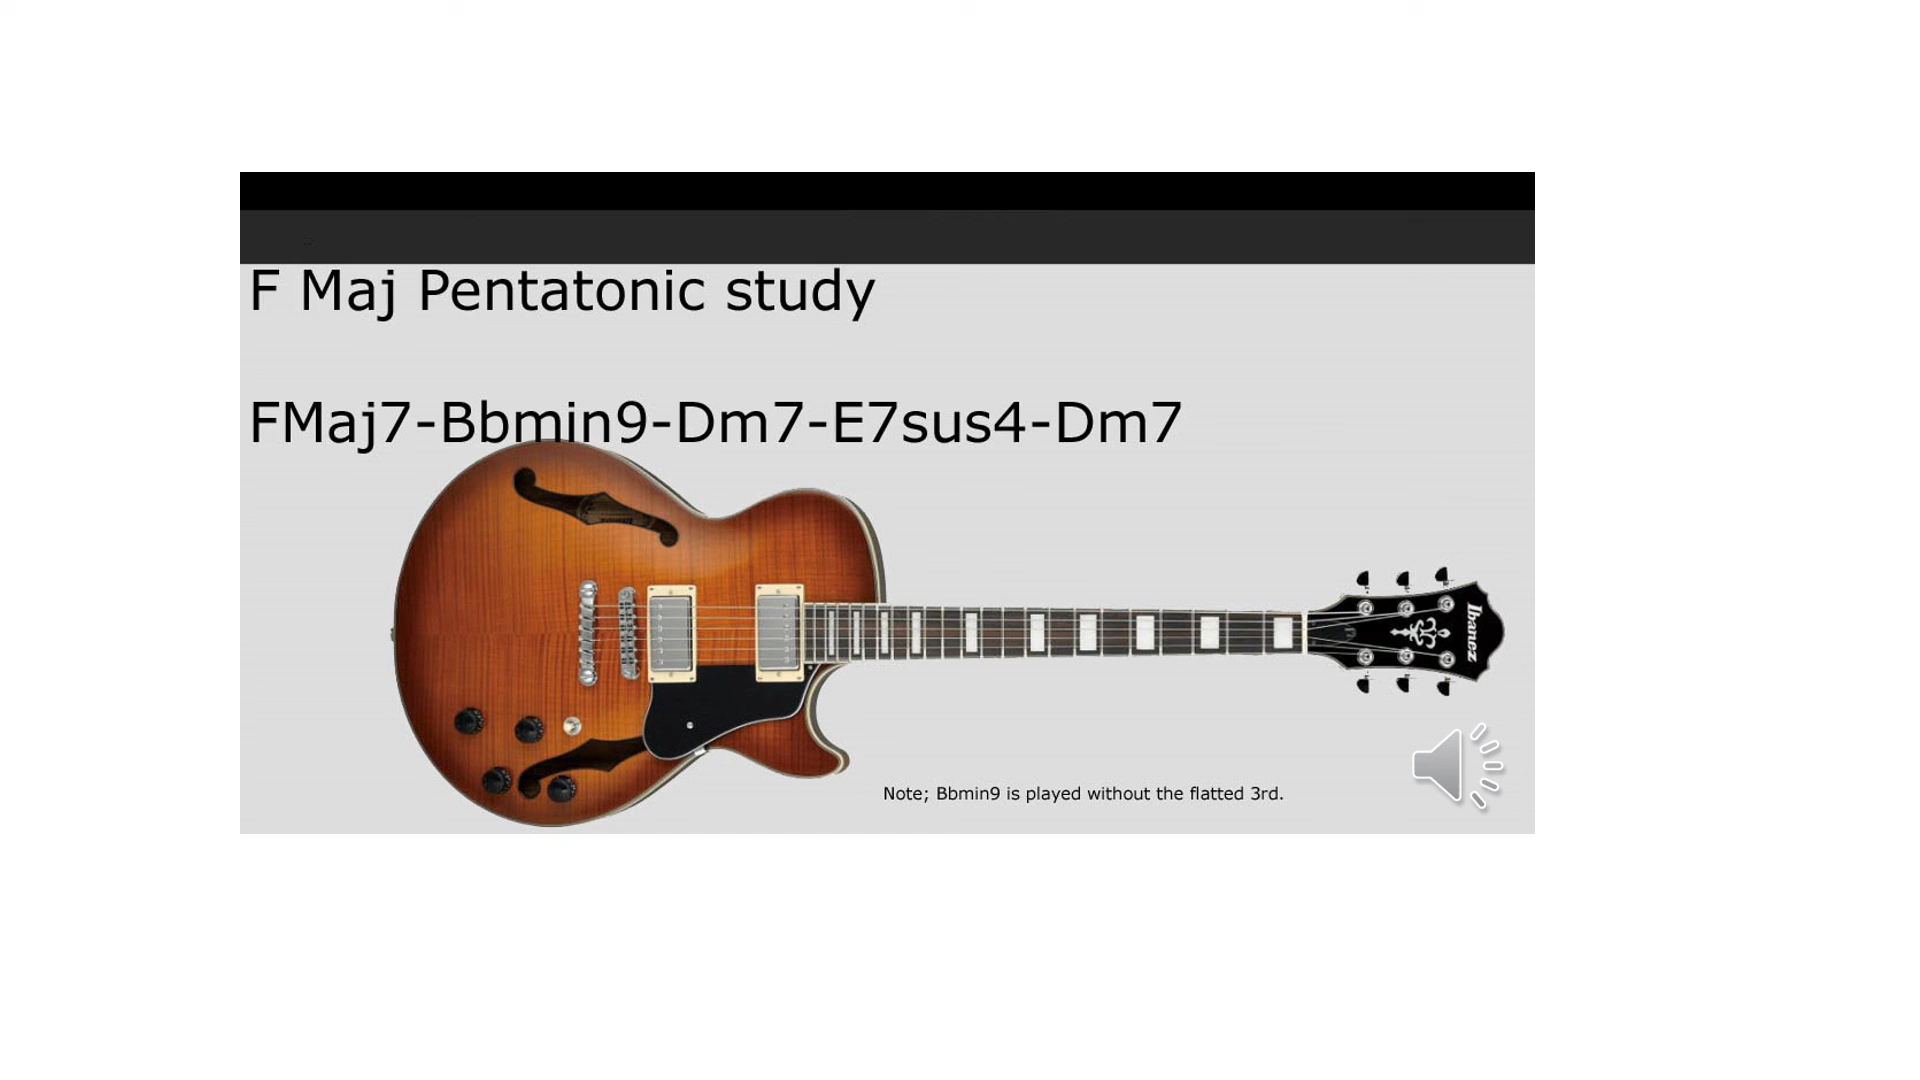 F Maj Pentatonic study
FMaj7-Bbmin9-Dm7-E7sus4-Dm7
Ibanez
Note; Bbmin9 is played without the flatted 3rd.